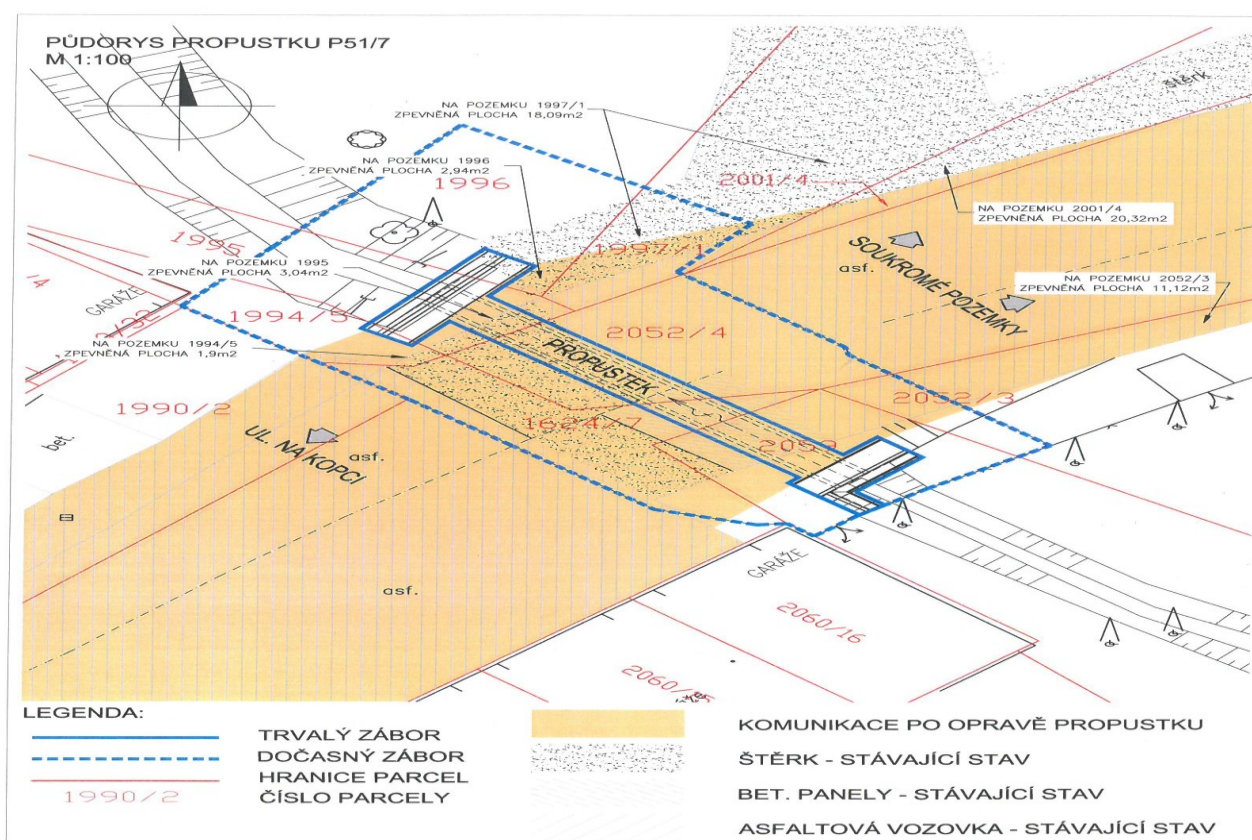 PŮDORYS PROPUSTKU P51/7
M 1:100
NA POZEMKU 1997/1
ZPEVNĚNÁ PLOCHA 18,09m2
štěrk
NA POZEMKU 1996
ZPEVNĚNÁ PLOCHA 2,94m2
1996
2001/4
NA POZEMKU 2001/4
ZPEVNĚNÁ PLOCHA 20,32m2
1995
1997/1
asf.
SOUKROMÉ POZEMKY
NA POZEMKU 1995
ZPEVNĚNÁ PLOCHA 3,04m2
NA POZEMKU 2052/3
ZPEVNĚNÁ PLOCHA 11,12m2
GARÁŽE
1994/5
2052/4
NA POZEMKU 1994/5
ZPEVNĚNÁ PLOCHA 1,9m2
PROPUSTEK
1990/2
2052/3
1624/7
2059
bet.
UL. NA KOPCI
asf.
asf.
GARÁŽE
2060/16
LEGENDA:
TRVALÝ ZÁBOR
DOČASNÝ ZÁBOR
HRANICE PARCEL
1990/2 ČÍSLO PARCELY
KOMUNIKACE PO OPRAVĚ PROPUSTKU
ŠTĚRK - STÁVAJÍCÍ STAV
BET. PANELY - STÁVAJÍCÍ STAV
ASFALTOVÁ VOZOVKA - STÁVAJÍCÍ STAV